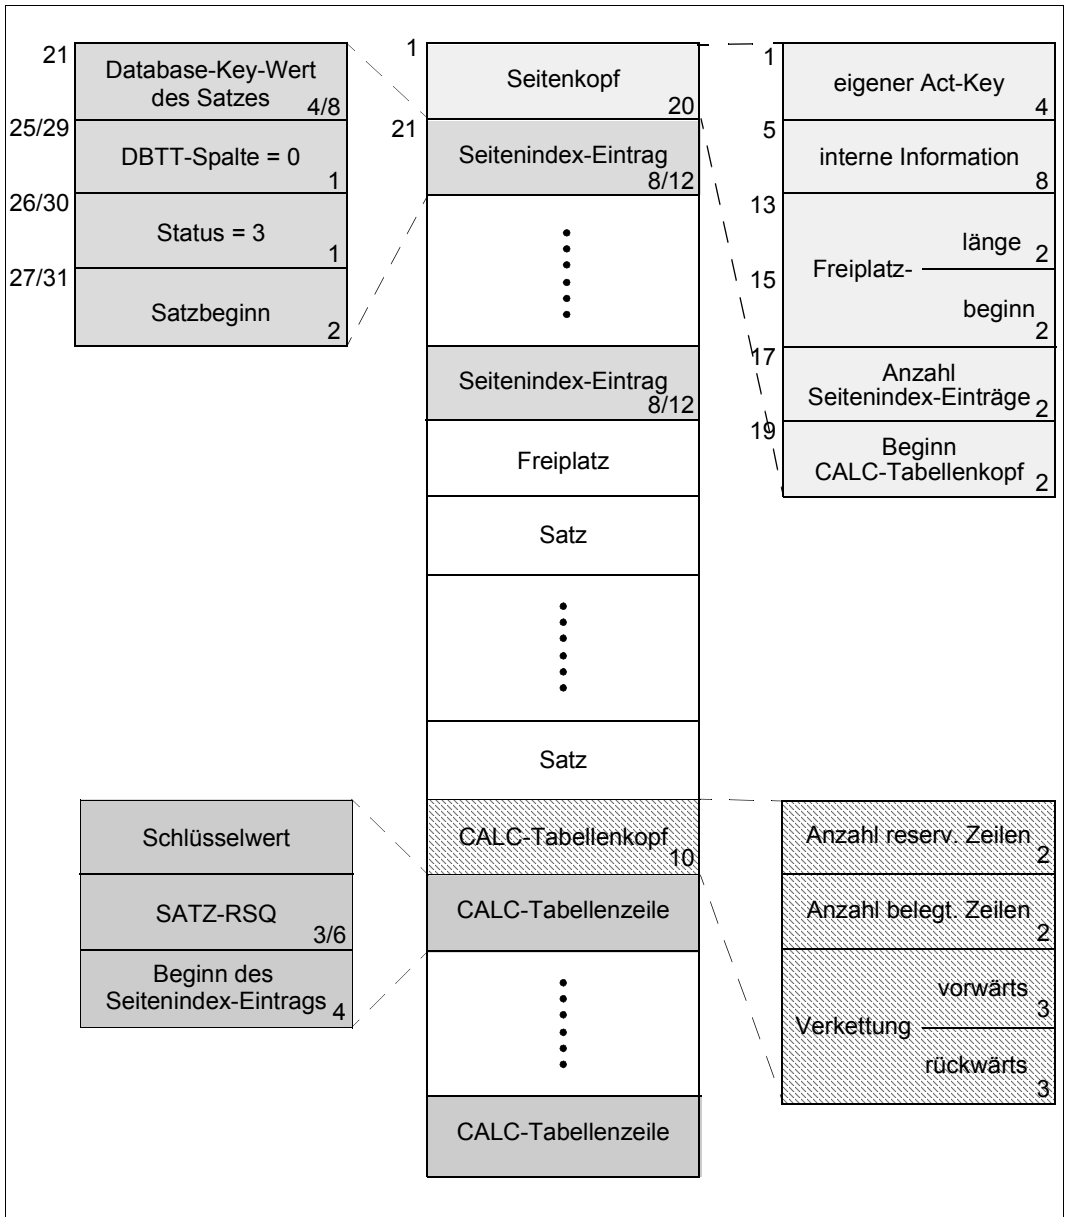 21
Database-Key-Wert
des Satzes
4/8
25/29
DBTT-Spalte = 0
1
26/30
Status = 3
1
27/31
Satzbeginn
2
1
Seitenkopf
20
21
Seitenindex-Eintrag
8/12
Seitenindex-Eintrag
8/12
Freiplatz
Satz
Satz
CALC-Tabellenkopf
10
CALC-Tabellenzeile
CALC-Tabellenzeile
1
eigener Act-Key
4
5
interne Information
8
13
Freiplatz-
länge
2
15
beginn
2
17
Anzahl
Seitenindex-Einträge
2
19
Beginn
CALC-Tabellenkopf
2
Schlüsselwert
SATZ-RSQ
3/6
Beginn des
Seitenindex-Eintrags
4
Anzahl reserv. Zeilen
2
Anzahl belegt. Zeilen
2
Verkettung
vorwärts
3
rückwärts
3